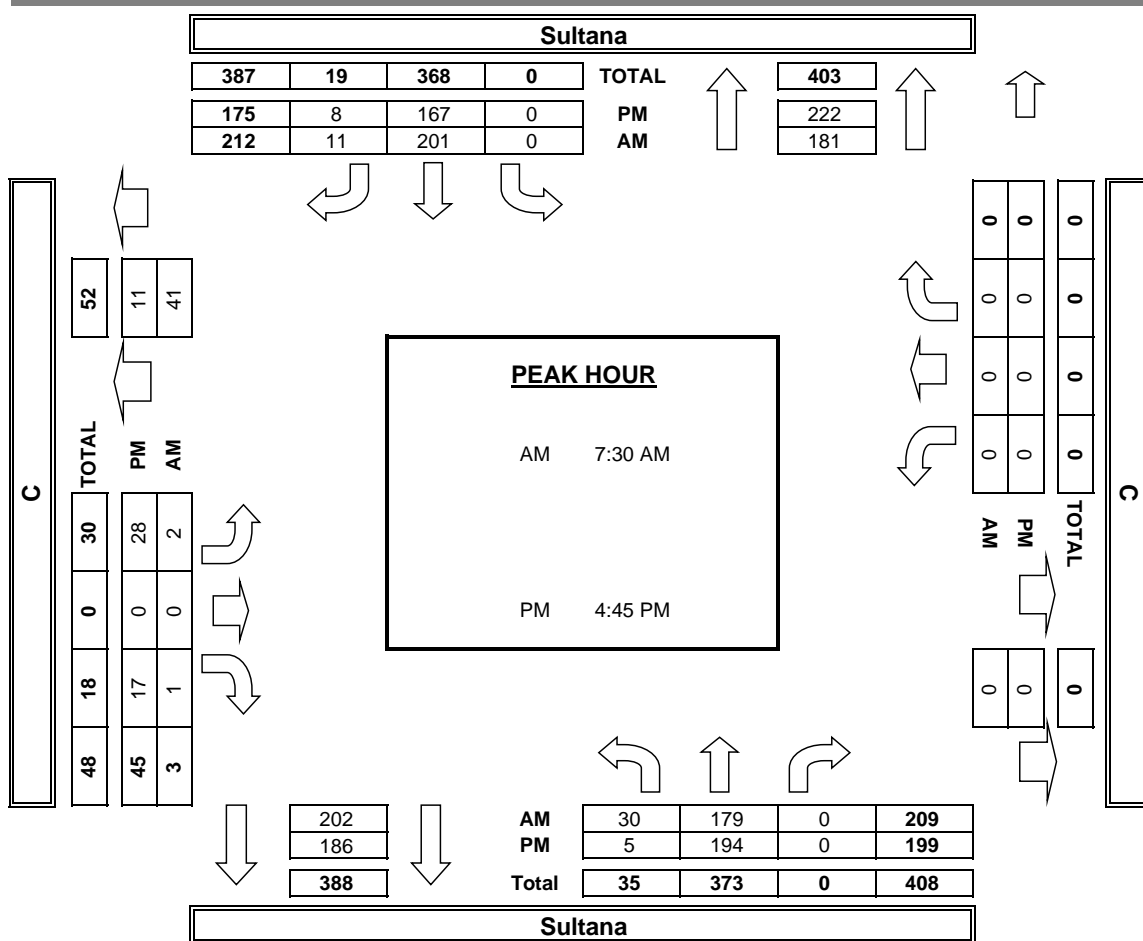 Sultana
387 19 368 0 TOTAL 403
175 8 167 0 PM 222
212 11 201 0 AM 181
C
52 11 41
TOTAL PM AM
30 28 2
0 0 0
18 17 1
48 45 3
PEAK HOUR
AM 7:30 AM
PM 4:45 PM
0 0 0
0 0 0
0 0 0
0 0 0
AM PM TOTAL
0 0 0
C
202 AM 30 179 0 209
186 PM 5 194 0 199
388 Total 35 373 0 408
Sultana